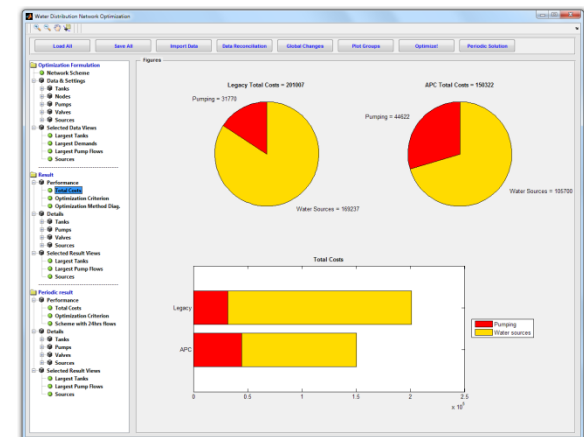 Water Distribution Network Optimization
Load All Save All Import Data Data Reconciliation Global Changes Plot Groups Optimize! Periodic Solution
Optimization Formulation
Network Scheme
Data & Settings
Tanks
Nodes
Pumps
Valves
Sources
Selected Data Views
Largest Tanks
Largest Demands
Largest Pump Flows
Sources
Result
Performance
Total Costs
Optimization Criterion
Optimization Method Diag.
Details
Tanks
Pumps
Valves
Sources
Selected Result Views
Largest Tanks
Largest Pump Flows
Sources
Periodic result
Performance
Total Costs
Optimization Criterion
Scheme with 24hrs flows
Details
Tanks
Pumps
Valves
Sources
Selected Result Views
Largest Tanks
Largest Pump Flows
Sources
Figures
Legacy Total Costs = 201007
Pumping = 31770
Water Sources = 169237
APC Total Costs = 150322
Pumping = 44622
Water Sources = 105700
Total Costs
Legacy
APC
0 0.5 1 1.5 2 2.5
x 10^5
Pumping
Water sources